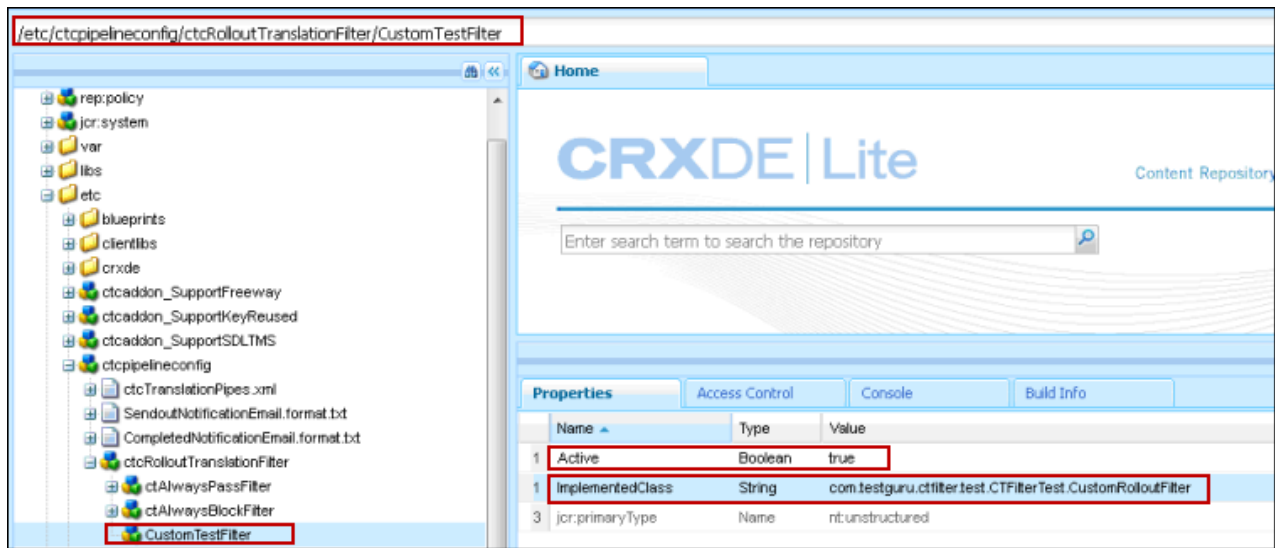 /etc/ctcpipelineconfig/ctcRolloutTranslationFilter/CustomTestFilter
rep:policy
jcr:system
var
libs
etc
blueprints
clientlibs
crxde
ctcaddon_SupportFreeway
ctcaddon_SupportKeyReused
ctcaddon_SupportSDLTMS
ctcpipelineconfig
ctcTranslationPipes.xml
SendoutNotificationEmail.format.txt
CompletedNotificationEmail.format.txt
ctcRolloutTranslationFilter
ctAlwaysPassFilter
ctAlwaysBlockFilter
CustomTestFilter
Home
CRXDE Lite
Content Repository
Enter search term to search the repository
Properties Access Control Console Build Info
Name Type Value
1 Active Boolean true
1 ImplementedClass String com.testguru.ctfilter.test.CTFilterTest.CustomRolloutFilter
3 jcr:primaryType Name nt:unstructured